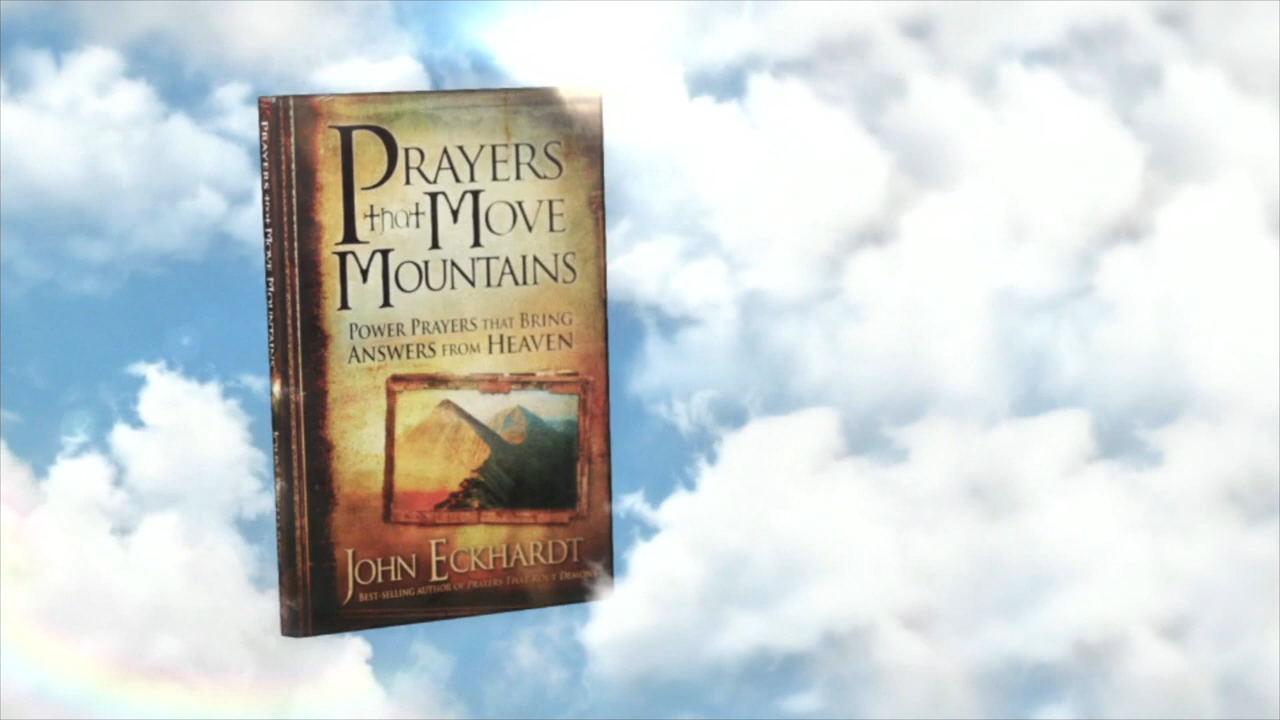 PRAYERS
that MOVE
MOUNTAINS
POWER PRAYERS THAT BRING
ANSWERS FROM HEAVEN
JOHN ECKHARDT
BEST-SELLING AUTHOR OF PRAYERS THAT ROUT DEMONS
PRAYERS that MOVE MOUNTAINS